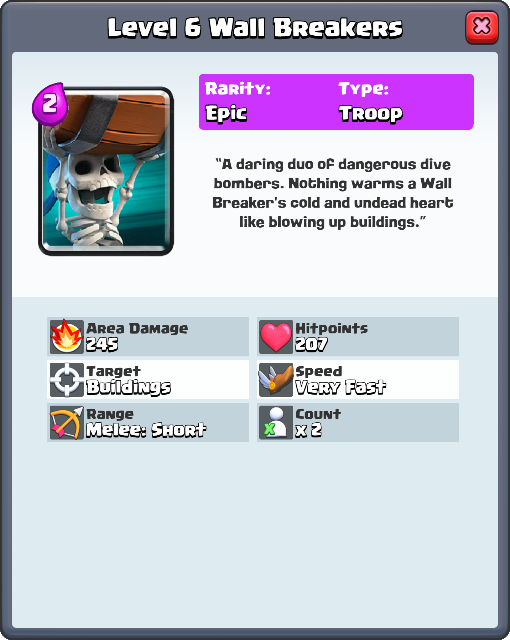 Level 6 Wall Breakers
2
Rarity: Type:
Epic Troop
“A daring duo of dangerous dive
bombers. Nothing warms a Wall
Breaker's cold and undead heart
like blowing up buildings.”
Area Damage
245
Hitpoints
207
Target
Buildings
Speed
Very Fast
Range
Melee: Short
Count
x 2